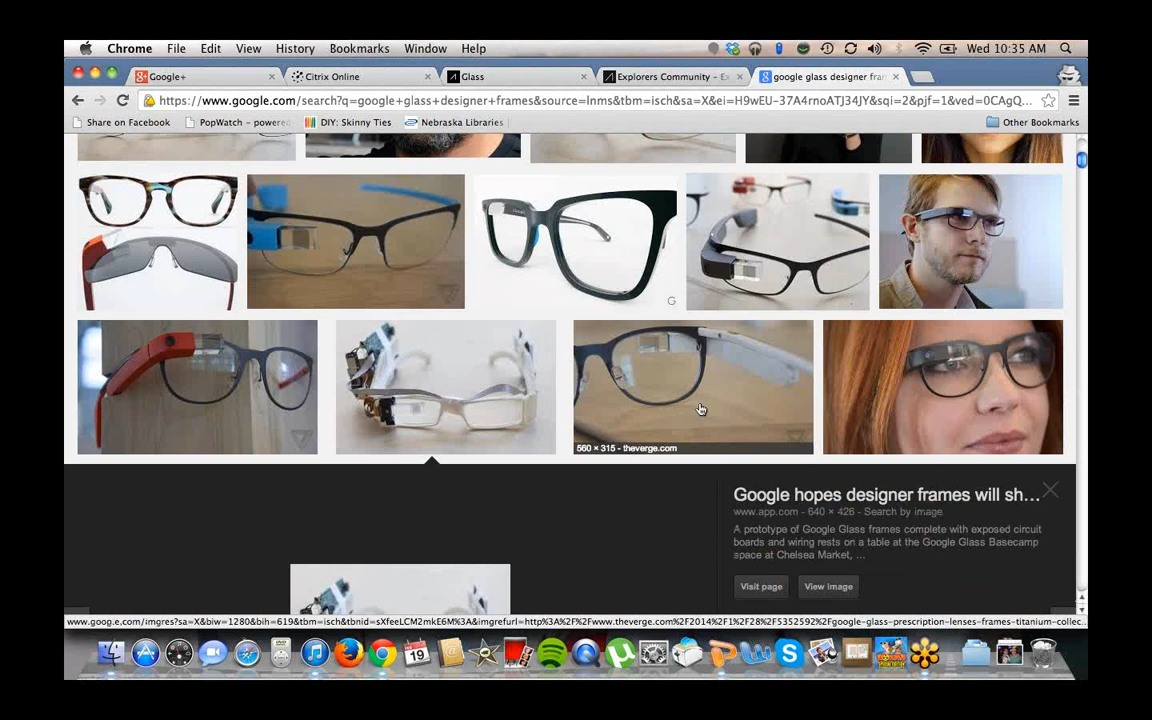 Chrome File Edit View History Bookmarks Window Help Wed 10:35 AM
Google+ Citrix Online Glass Explorers Community - Ex google glass designer fram
https://www.google.com/search?q=google+glass+designer+frames&source=lnms&tbm=isch&sa=X&ei=H9wEU-37A4rnoATJ34JY&sqi=2&pjf=1&ved=0CAgQ...
Share on Facebook PopWatch - powere DIY: Skinny Ties Nebraska Libraries Other Bookmarks
G
560 × 315 - theverge.com
Google hopes designer frames will sh...
www.app.com - 640 × 426 - Search by image
A prototype of Google Glass frames complete with exposed circuit
boards and wiring rests on a table at the Google Glass Basecamp
space at Chelsea Market, ...
Visit page View image
www.goog.e.com/imgres?sa=X&biw=1280&bih=619&tbm=isch&tbnid=sXfeeLCM2mkE6M%3A&imgrefurl=http%3A%2F%2Fwww.theverge.com%2F2014%2F1%2F28%2F5352592%2Fgoogle-glass-prescription-lenses-frames-titanium-collec...
19